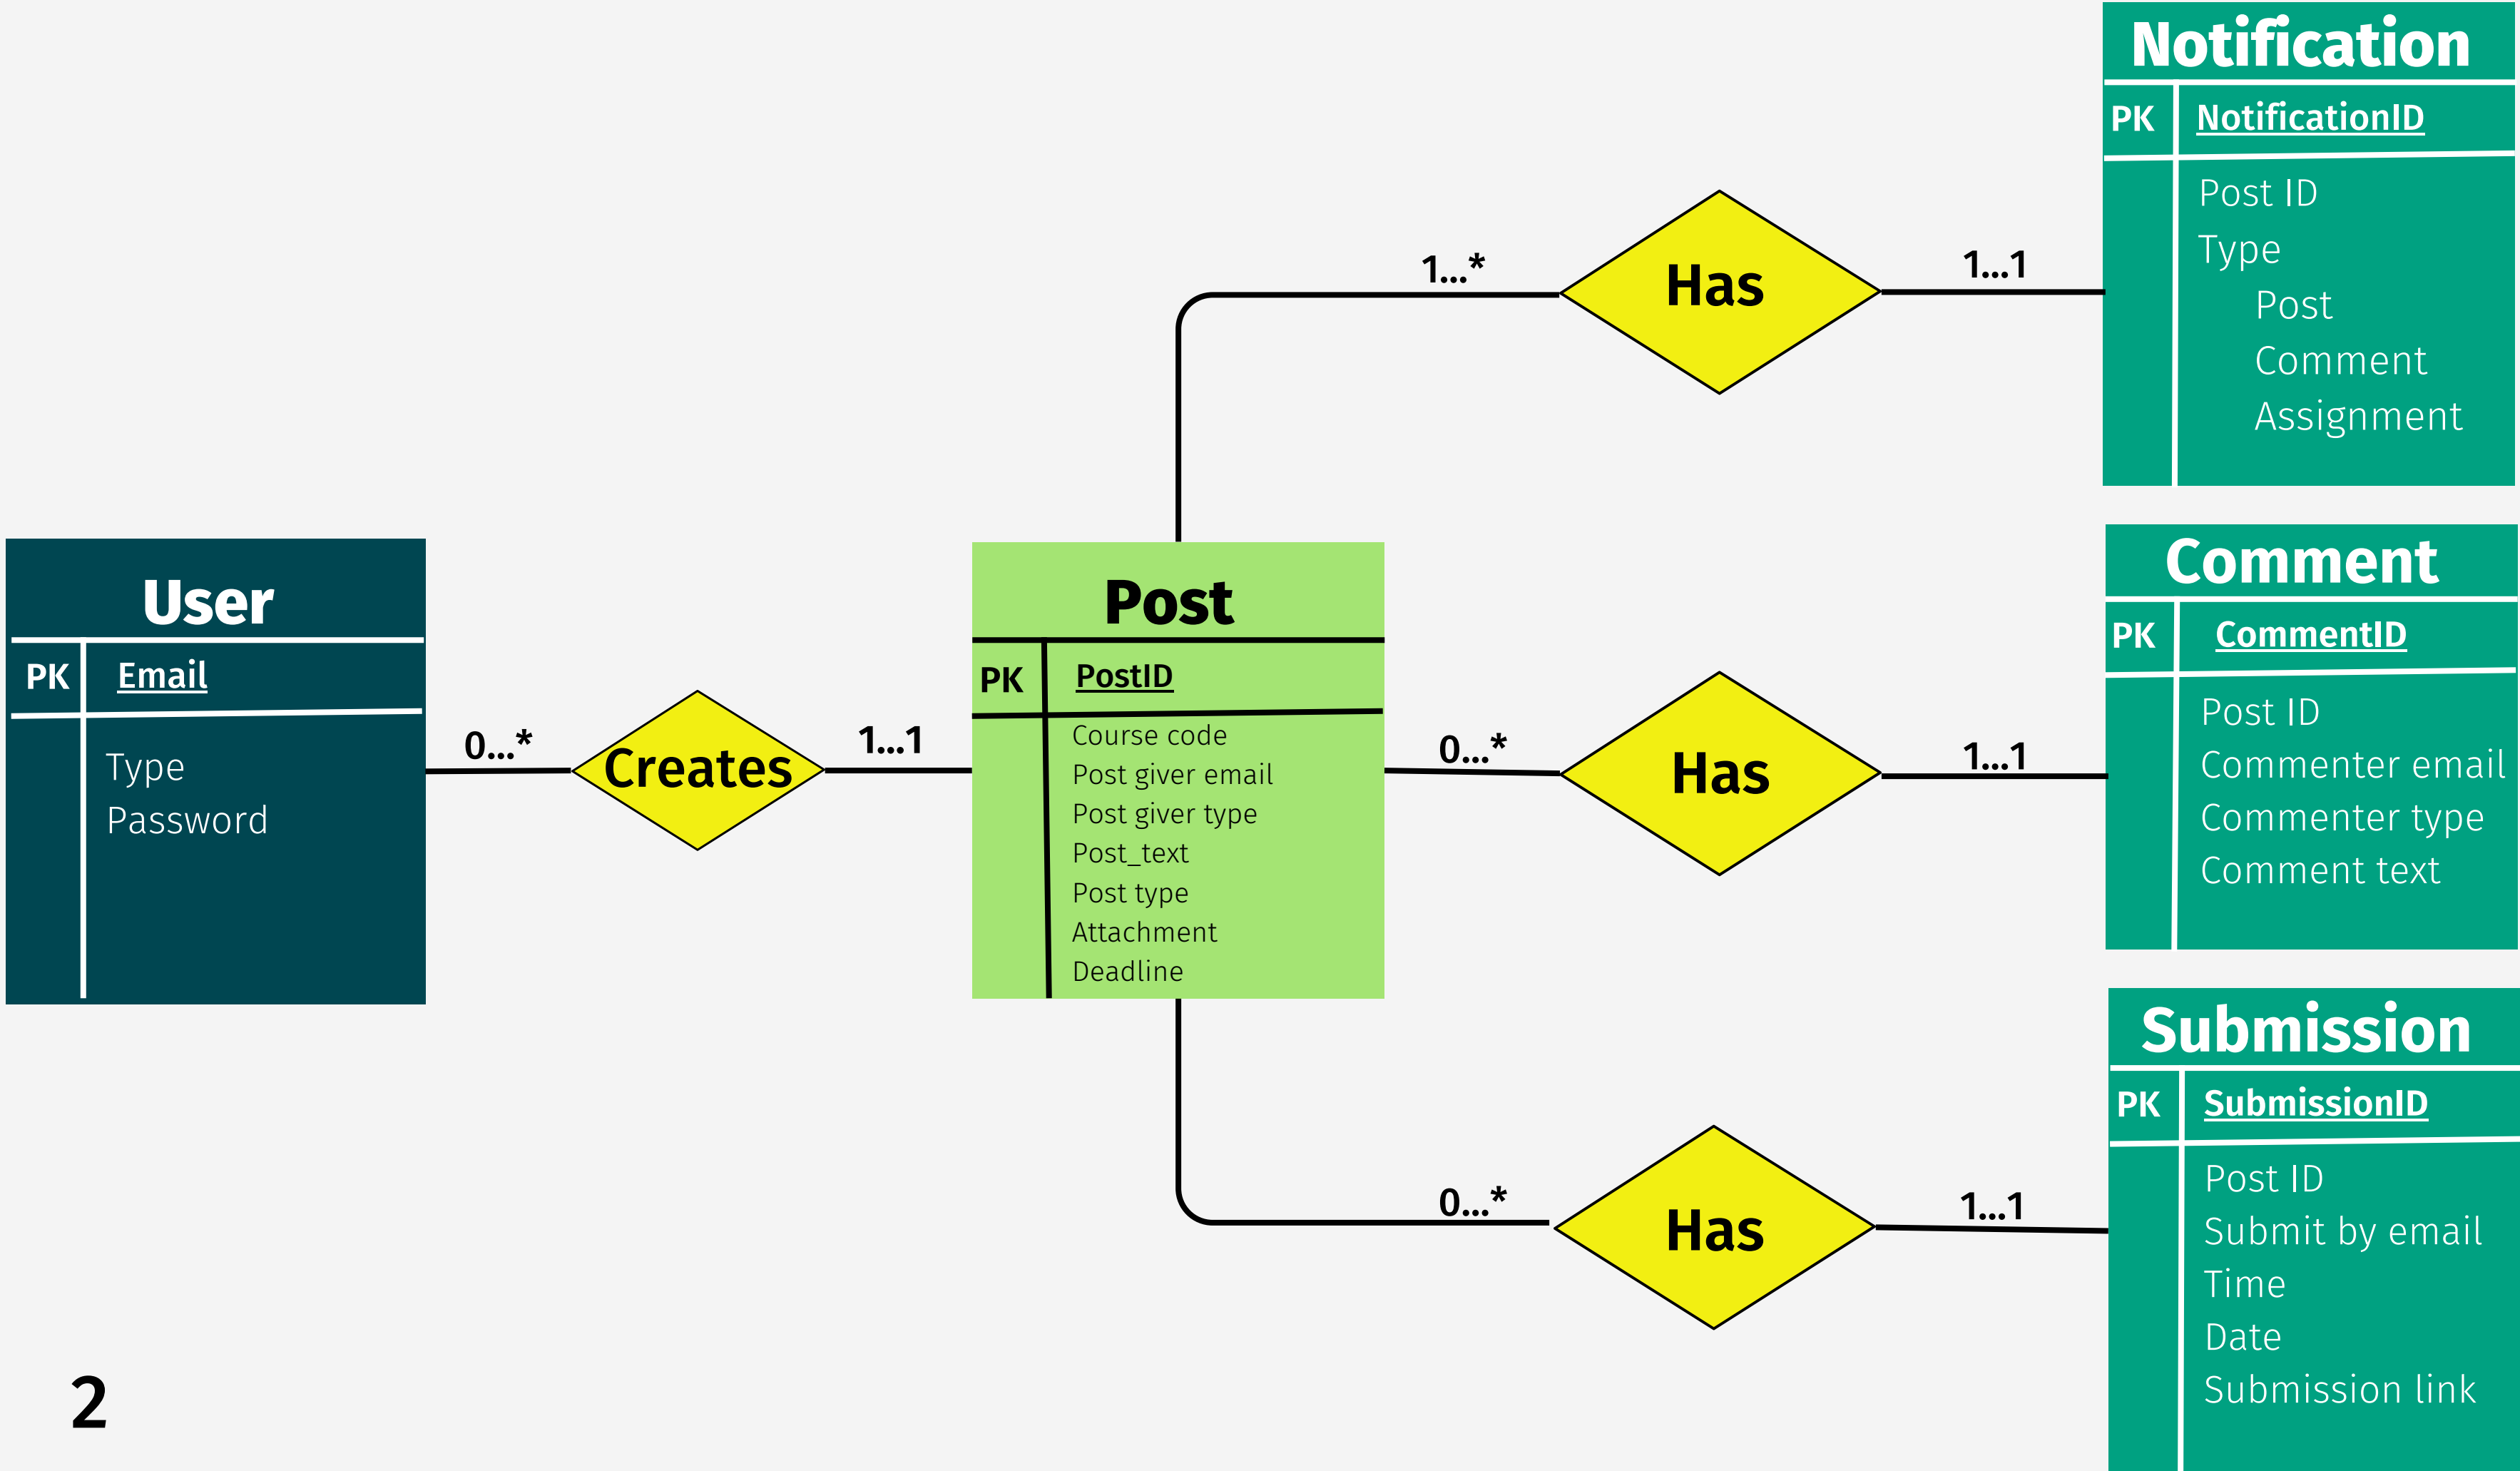 Notification
PK NotificationID
Post ID
Type
Post
Comment
Assignment
1...*
Has
1...1
User
PK Email
Type
Password
0...*
Creates
1...1
Post
PK PostID
Course code
Post giver email
Post giver type
Post_text
Post type
Attachment
Deadline
0...*
Has
1...1
Comment
PK CommentID
Post ID
Commenter email
Commenter type
Comment text
0...*
Has
1...1
Submission
PK SubmissionID
Post ID
Submit by email
Time
Date
Submission link
2